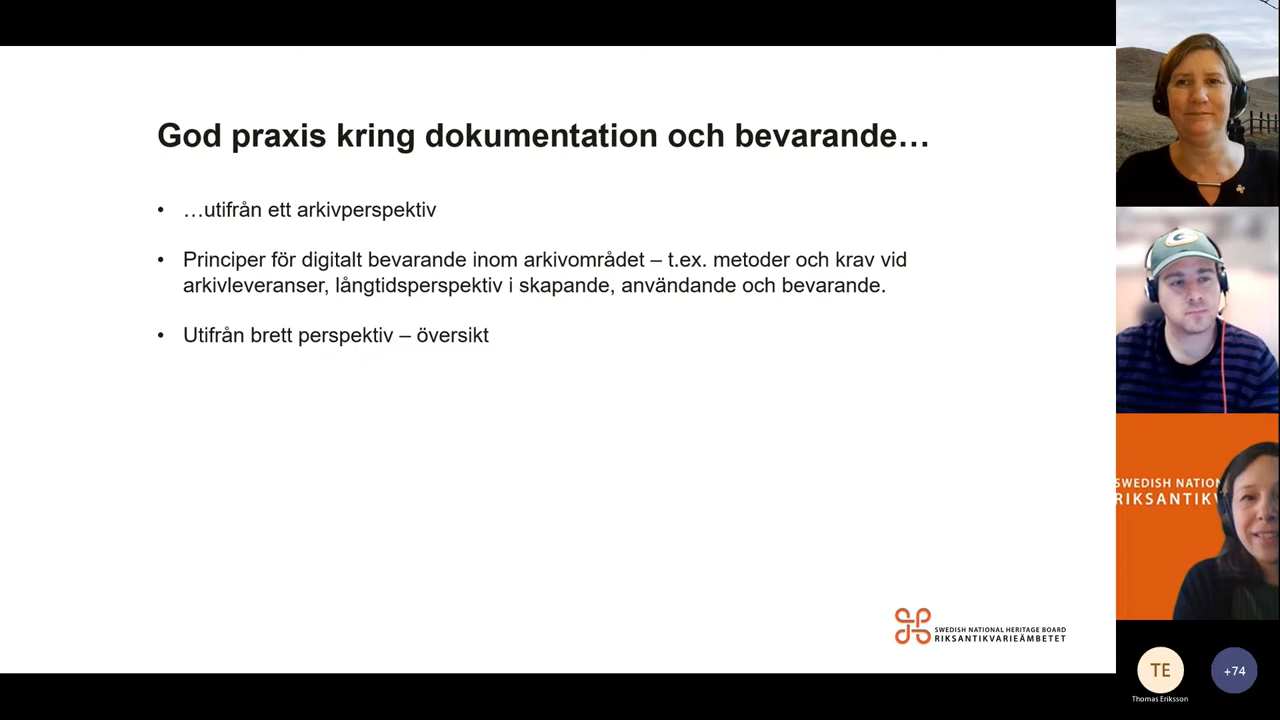 God praxis kring dokumentation och bevarande…
• …utifrån ett arkivperspektiv
• Principer för digitalt bevarande inom arkivområdet – t.ex. metoder och krav vid
arkivleveranser, långtidsperspektiv i skapande, användande och bevarande.
• Utifrån brett perspektiv – översikt
SWEDISH NATIONAL HERITAGE BOARD
RIKSANTIKVARIEÄMBETET
G
SWEDISH NATION
RIKSANTIKV
TE
Thomas Eriksson
+74